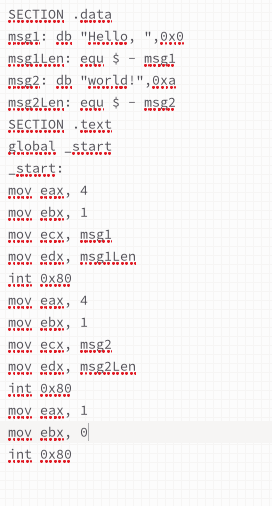 SECTION .data
msg1: db "Hello, ",0x0
msg1Len: equ $ - msg1
msg2: db "world!",0xa
msg2Len: equ $ - msg2
SECTION .text
global _start
_start:
mov eax, 4
mov ebx, 1
mov ecx, msg1
mov edx, msg1Len
int 0x80
mov eax, 4
mov ebx, 1
mov ecx, msg2
mov edx, msg2Len
int 0x80
mov eax, 1
mov ebx, 0
int 0x80